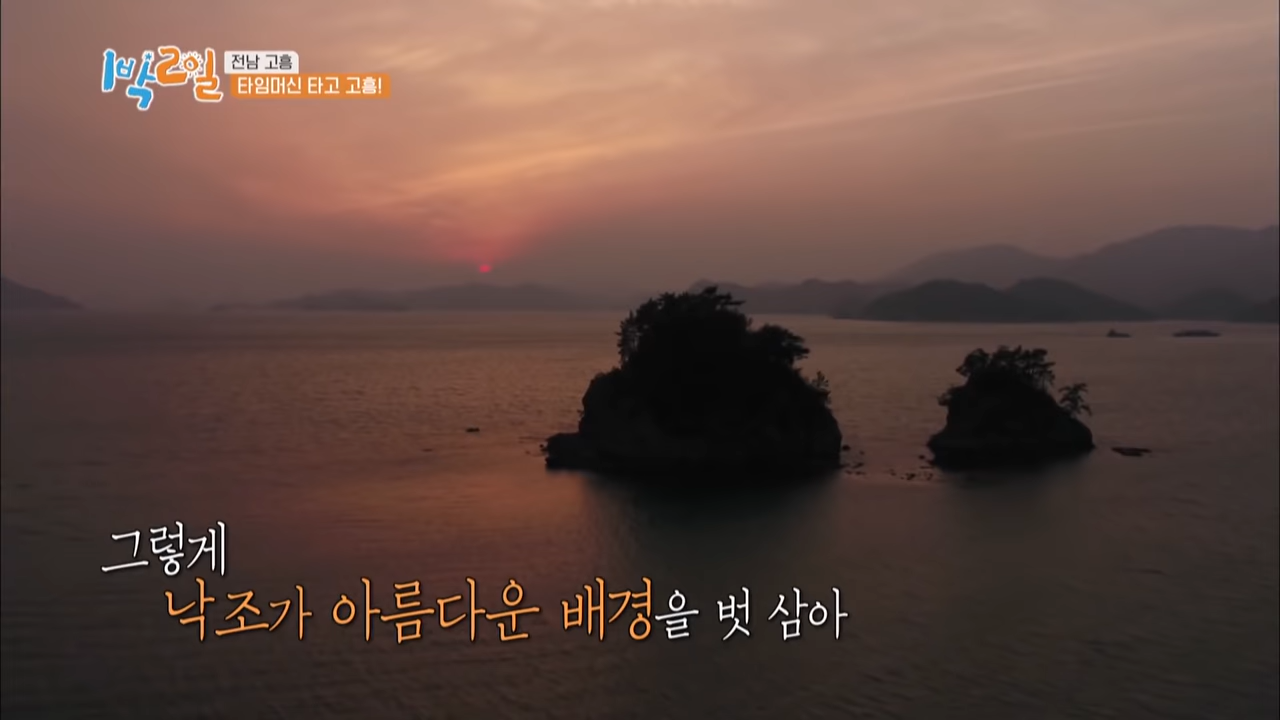 1박2일
전남 고흥
타임머신 타고 고흥!
그렇게
낙조가 아름다운 배경을 벗 삼아